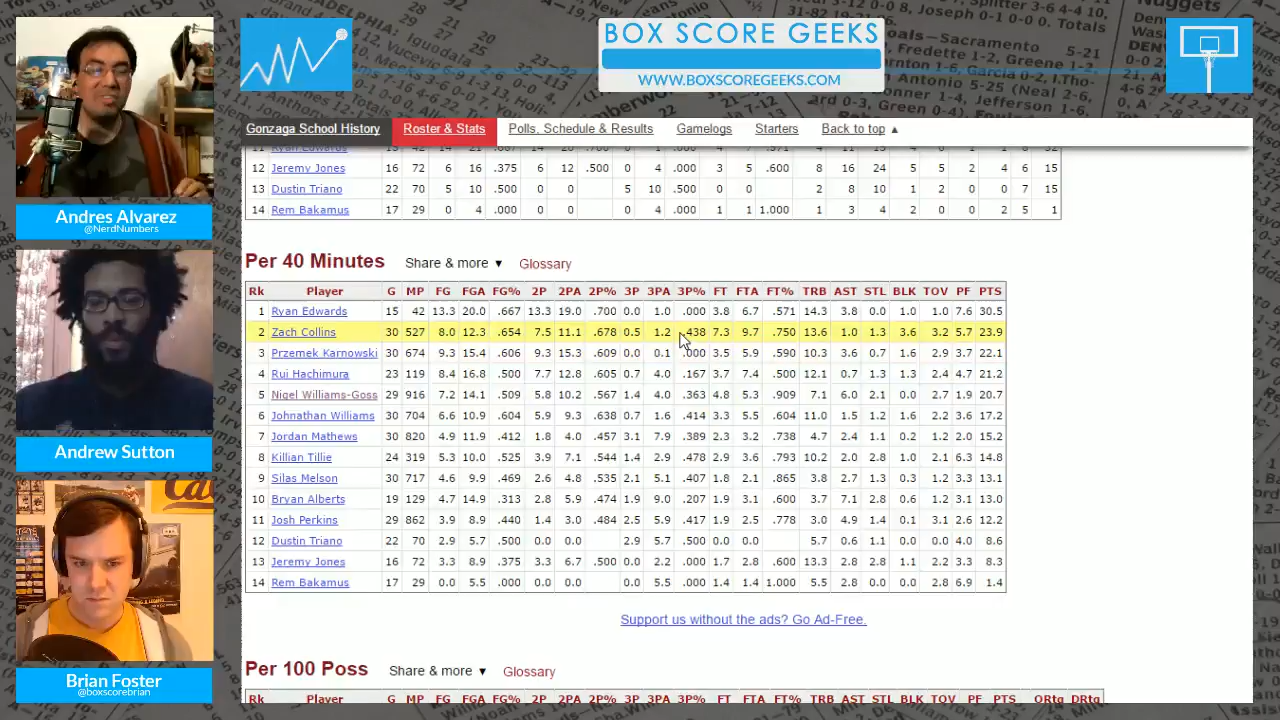 BOX SCORE GEEKS
WWW.BOXSCOREGEEKS.COM
Gonzaga School History Roster & Stats Polls, Schedule & Results Gamelogs Starters Back to top ▲
12 Jeremy Jones 16 72 6 16 .375 6 12 .500 0 4 .000 3 5 .600 8 16 24 5 5 2 4 6 15
13 Dustin Triano 22 70 5 10 .500 0 0 5 10 .500 0 0 2 8 10 1 2 0 0 7 15
14 Rem Bakamus 17 29 0 4 .000 0 0 0 4 .000 1 1 1.000 1 3 4 2 0 0 2 5 1
Andres Alvarez
@NerdNumbers
Per 40 Minutes Share & more ▼ Glossary
Rk Player G MP FG FGA FG% 2P 2PA 2P% 3P 3PA 3P% FT FTA FT% TRB AST STL BLK TOV PF PTS
1 Ryan Edwards 15 42 13.3 20.0 .667 13.3 19.0 .700 0.0 1.0 .000 3.8 6.7 .571 14.3 3.8 0.0 1.0 3.8 7.6 30.5
2 Zach Collins 30 527 8.0 12.3 .654 7.5 11.1 .678 0.5 1.2 .438 7.3 9.7 .750 13.6 1.0 1.3 3.6 3.2 5.7 23.9
3 Przemek Karnowski 30 674 9.3 15.4 .606 9.3 15.3 .609 0.0 0.1 .000 3.5 5.9 .590 10.3 3.6 0.7 1.6 2.9 3.7 22.1
4 Rui Hachimura 23 119 8.4 16.8 .500 7.7 12.8 .605 0.7 4.0 .167 3.7 7.4 .500 12.1 0.7 1.3 1.3 2.4 4.7 21.2
5 Nigel Williams-Goss 29 916 7.2 14.1 .509 5.8 10.2 .567 1.4 4.0 .363 4.8 5.3 .909 7.1 6.0 2.1 0.0 2.7 1.9 20.7
6 Johnathan Williams 30 704 6.6 10.9 .604 5.9 9.3 .638 0.7 1.6 .414 3.3 5.5 .604 11.0 1.5 1.2 1.6 2.2 3.6 17.2
7 Jordan Mathews 30 820 4.9 11.9 .412 1.8 4.0 .457 3.1 7.9 .389 2.3 3.2 .738 4.7 2.4 1.1 0.2 1.2 2.0 15.2
8 Killian Tillie 24 319 5.3 10.0 .525 3.9 7.1 .544 1.4 2.9 .478 2.9 3.6 .793 10.2 2.0 2.8 1.0 2.1 6.3 14.8
9 Silas Melson 30 717 4.6 9.9 .469 2.6 4.8 .535 2.1 5.1 .407 1.8 2.1 .865 3.8 2.7 1.3 0.3 1.2 3.3 13.1
10 Bryan Alberts 19 129 4.7 14.9 .313 2.8 5.9 .474 1.9 9.0 .207 1.9 3.1 .600 3.7 7.1 2.8 0.6 1.2 3.1 13.0
11 Josh Perkins 29 862 3.9 8.9 .440 1.4 3.0 .484 2.5 5.9 .417 1.9 2.5 .778 3.0 4.9 1.4 0.1 3.1 2.6 12.2
12 Dustin Triano 22 70 2.9 5.7 .500 0.0 0.0 2.9 5.7 .500 0.0 0.0 5.7 0.6 1.1 0.0 0.0 4.0 8.6
13 Jeremy Jones 16 72 3.3 8.9 .375 3.3 6.7 .500 0.0 2.2 .000 1.7 2.8 .600 13.3 2.8 2.8 1.1 2.2 3.3 8.3
14 Rem Bakamus 17 29 0.0 5.5 .000 0.0 0.0 0.0 5.5 .000 1.4 1.4 1.000 5.5 2.8 0.0 0.0 2.8 6.9 1.4
Andrew Sutton
Support us without the ads? Go Ad-Free.
Per 100 Poss Share & more ▼ Glossary
Rk Player G MP FG FGA FG% 2P 2PA 2P% 3P 3PA 3P% FT FTA FT% TRB AST STL BLK TOV PF PTS ORtg DRtg
Brian Foster
@boxscorebrian